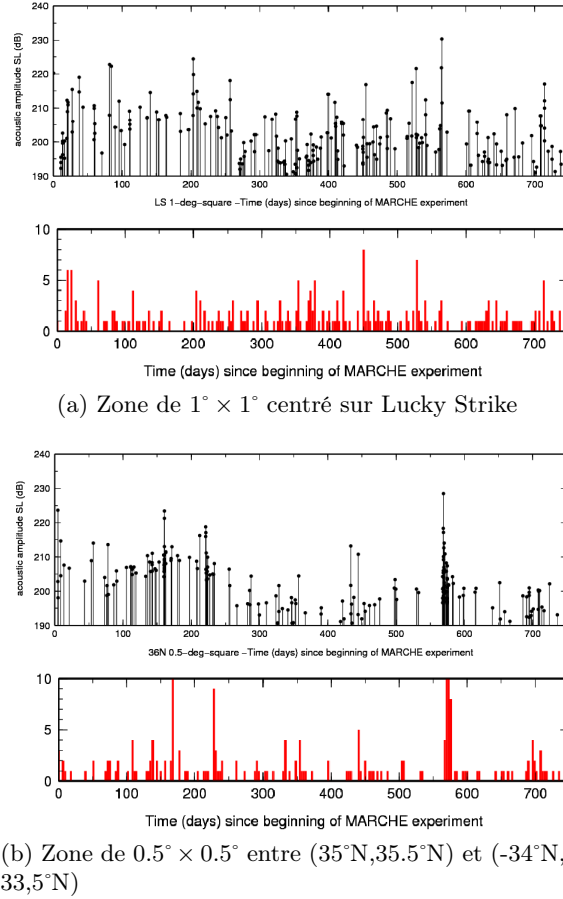 240
230
220
210
200
190
acoustic amplitude SL (dB)
0 100 200 300 400 500 600 700
LS 1-deg-square -Time (days) since beginning of MARCHE experiment
10
5
0
0 100 200 300 400 500 600 700
Time (days) since beginning of MARCHE experiment
(a) Zone de 1° × 1° centré sur Lucky Strike
240
230
220
210
200
190
acoustic amplitude SL (dB)
0 100 200 300 400 500 600 700
36N 0.5-deg-square -Time (days) since beginning of MARCHE experiment
10
5
0
0 100 200 300 400 500 600 700
Time (days) since beginning of MARCHE experiment
(b) Zone de 0.5° × 0.5° entre (35°N,35.5°N) et (-34°N,
33,5°N)